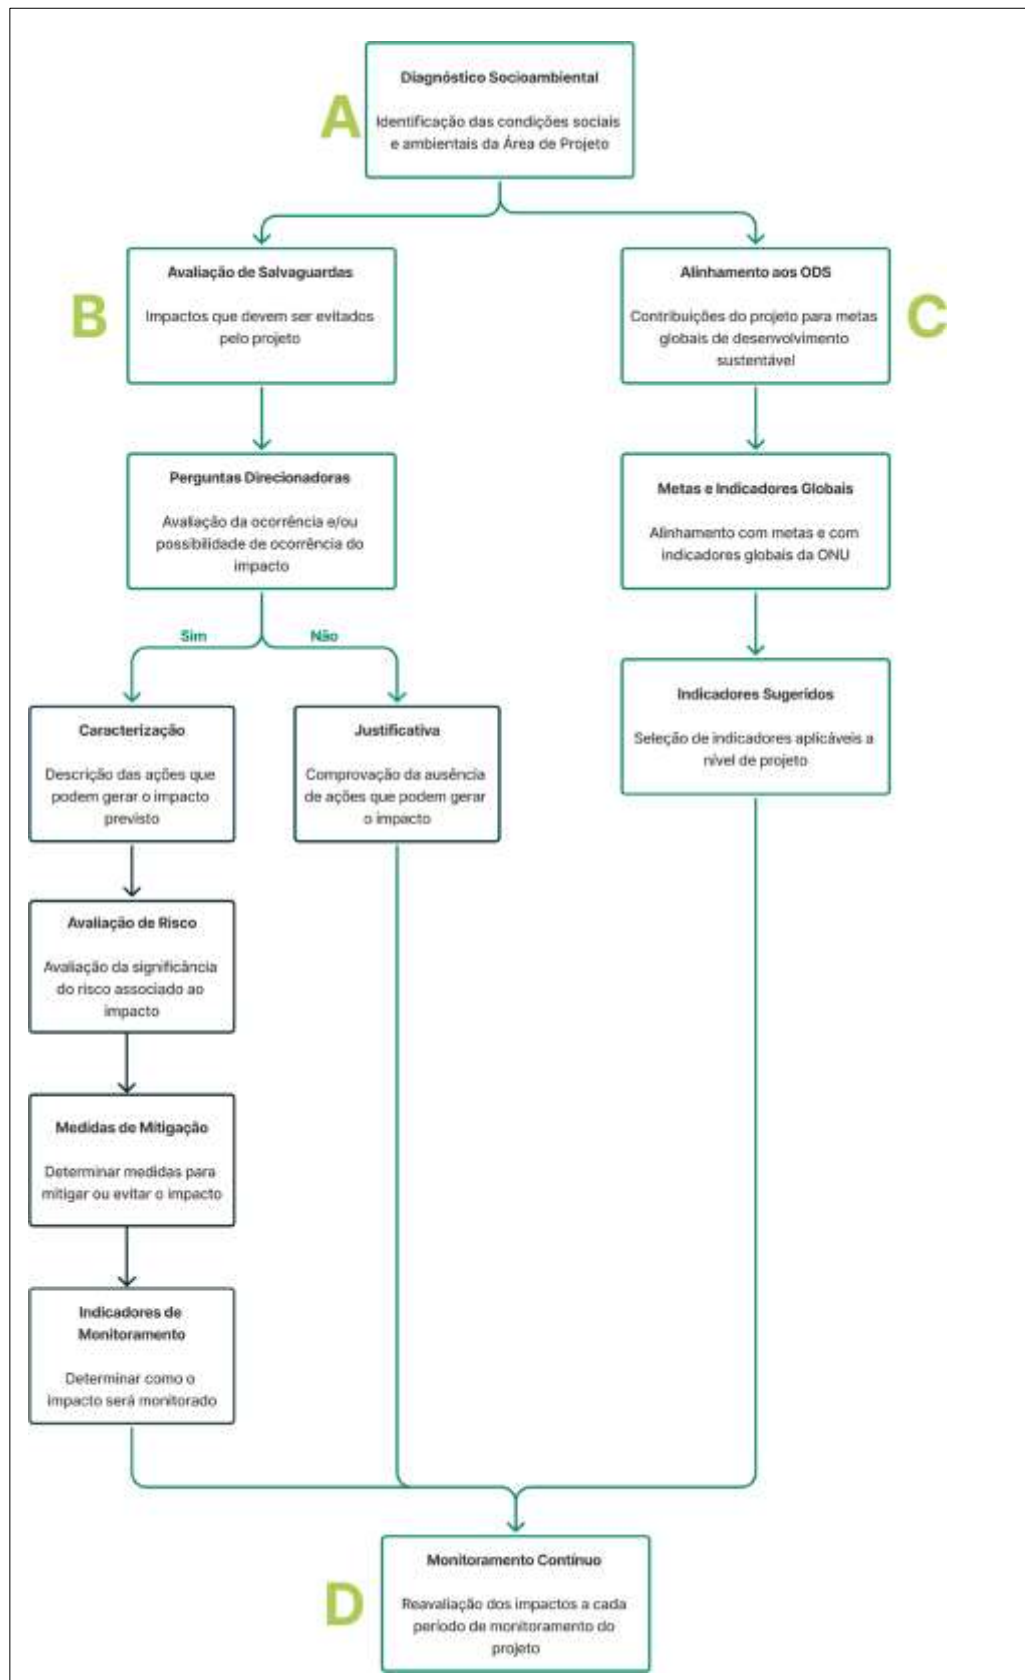 A
Diagnóstico Socioambiental
Identificação das condições sociais
e ambientais da Área de Projeto
B
Avaliação de Salvaguardas
Impactos que devem ser evitados
pelo projeto
Alinhamento aos ODS
Contribuições do projeto para metas
globais de desenvolvimento
sustentável
C
Perguntas Direcionadoras
Avaliação da ocorrência e/ou
possibilidade de ocorrência do
impacto
Metas e Indicadores Globais
Alinhamento com metas e com
indicadores globais da ONU
Sim
Não
Caracterização
Descrição das ações que
podem gerar o impacto
previsto
Justificativa
Comprovação da ausência
de ações que podem gerar
o impacto
Indicadores Sugeridos
Seleção de indicadores aplicáveis a
nível de projeto
Avaliação de Risco
Avaliação da significância
do risco associado ao
impacto
Medidas de Mitigação
Determinar medidas para
mitigar ou evitar o impacto
Indicadores de
Monitoramento
Determinar como o
impacto será monitorado
D
Monitoramento Contínuo
Reavaliação dos impactos a cada
período de monitoramento do
projeto